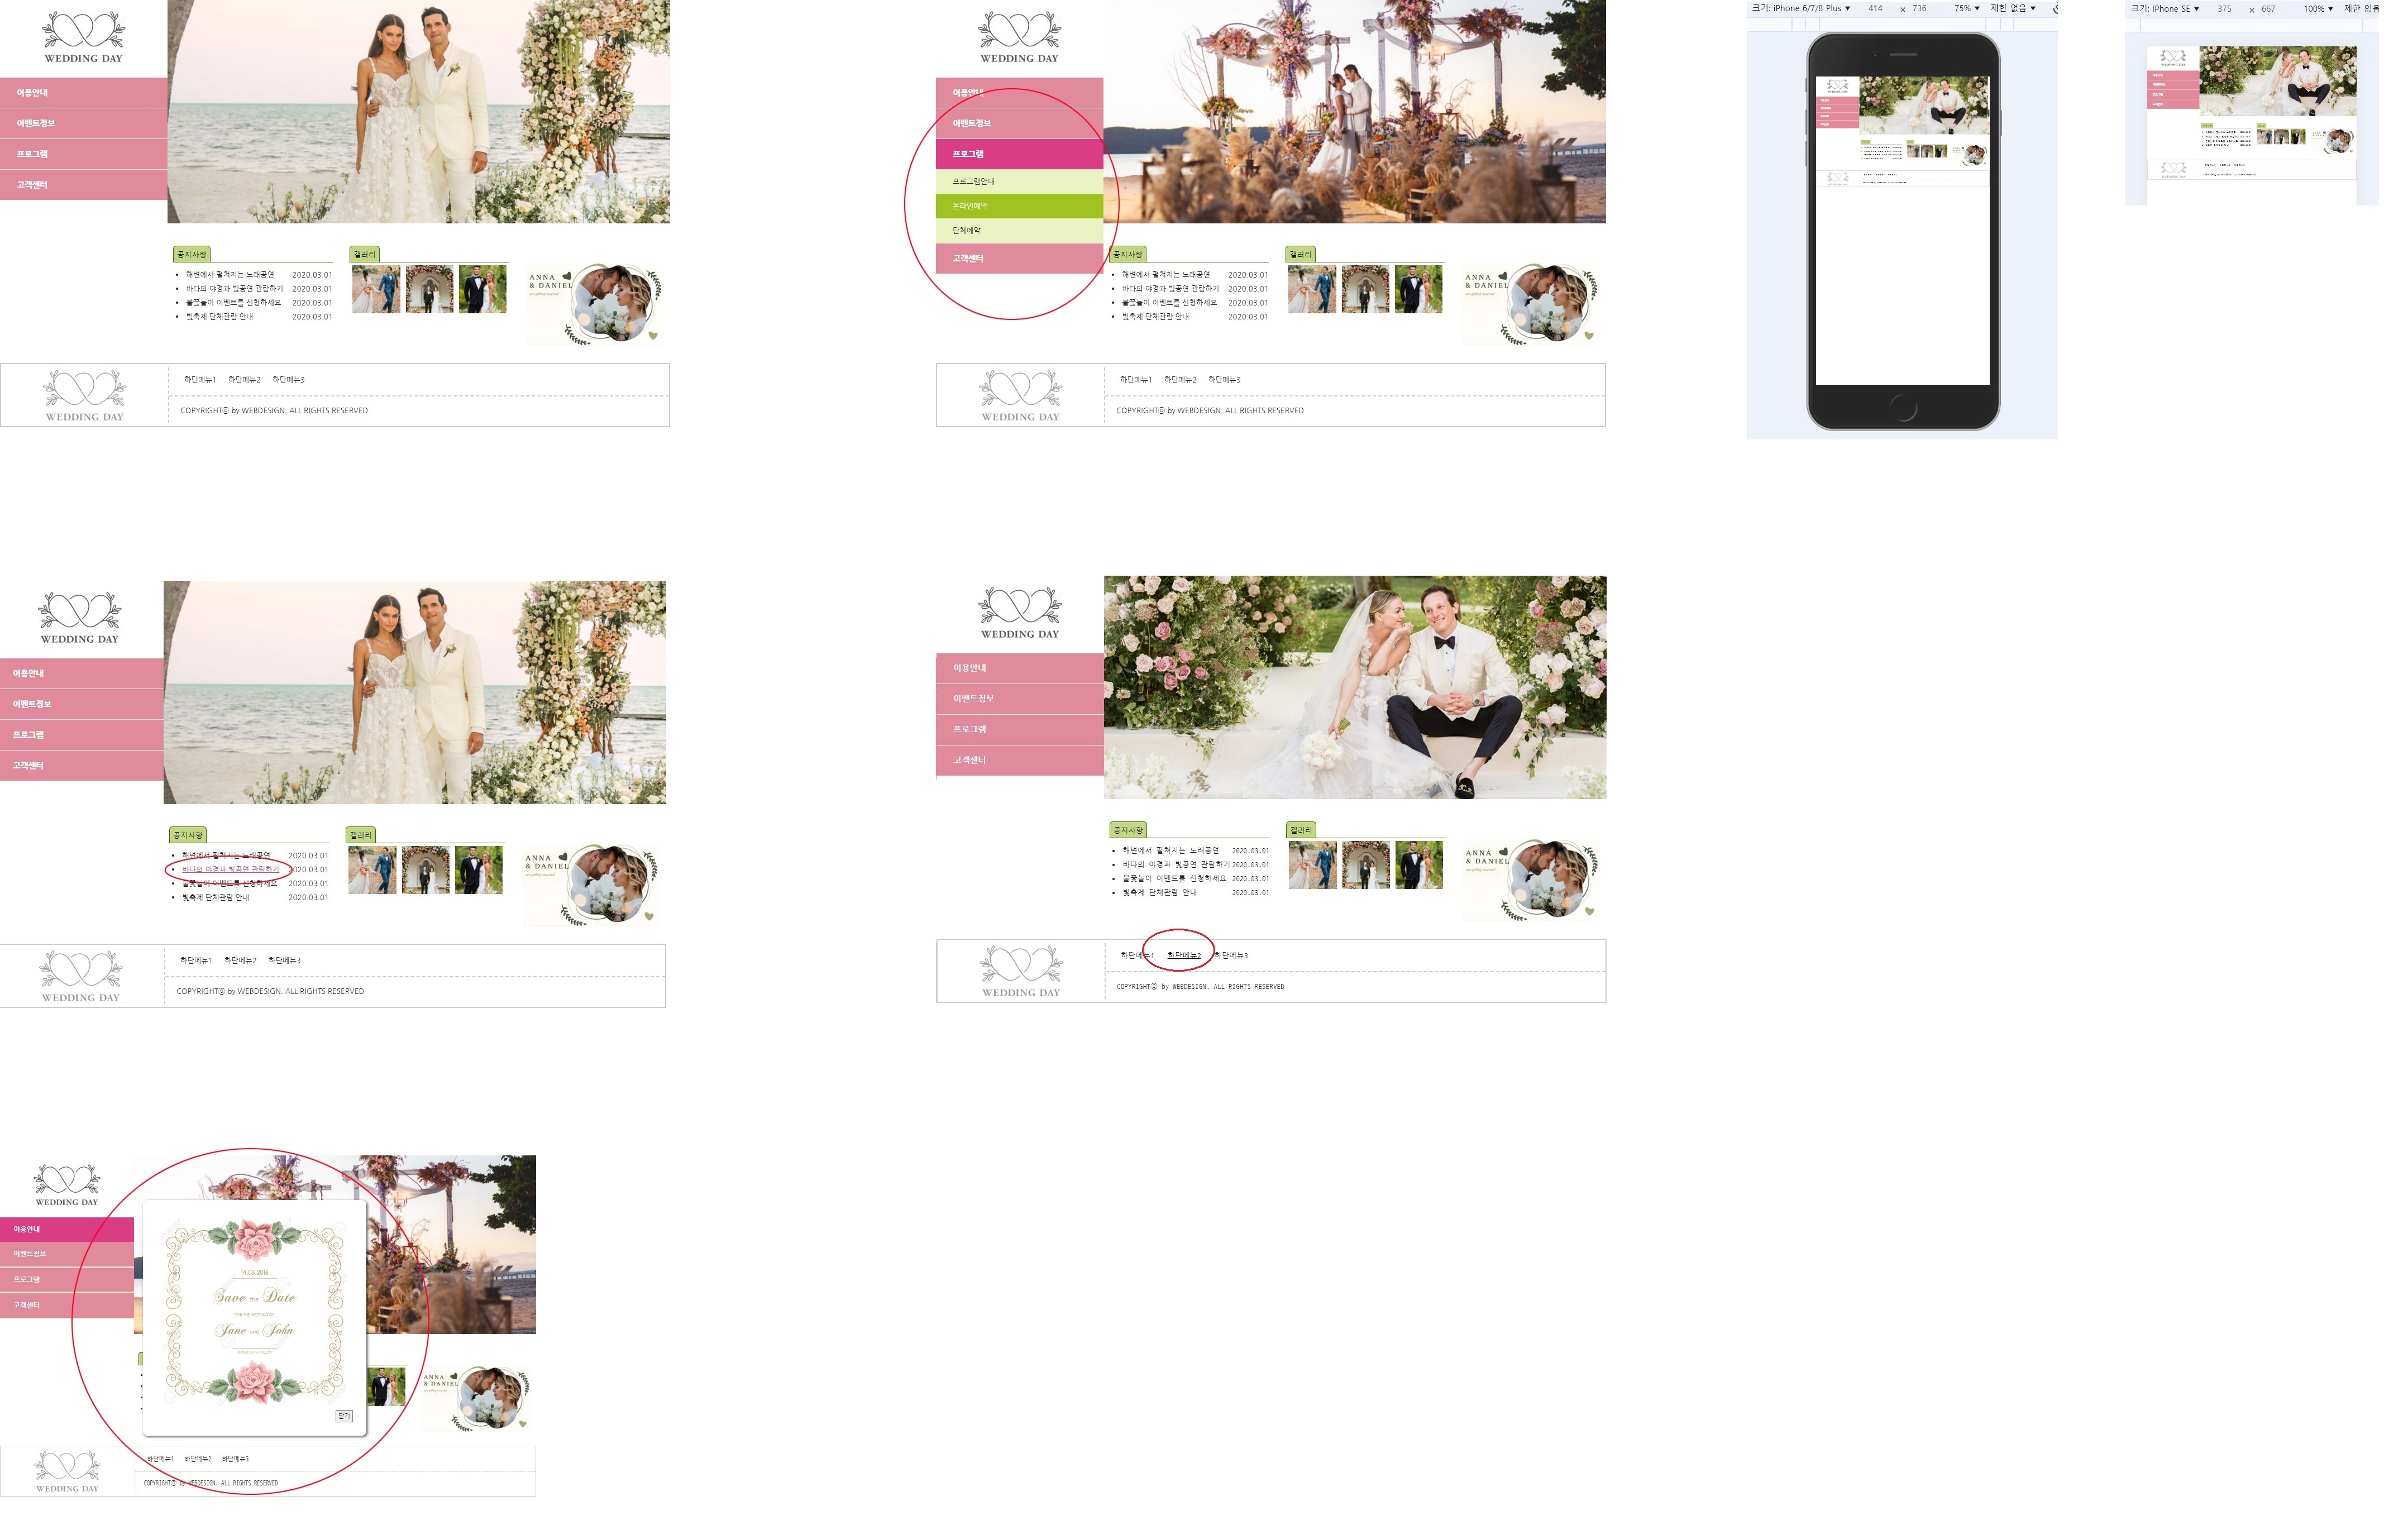 WEDDING DAY
이용안내
이벤트정보
프로그램
고객센터
공지사항
해변에서 펼쳐지는 노래공연 2020.03.01
바다의 야경과 빛공연 관람하기 2020.03.01
불꽃놀이 이벤트를 신청하세요 2020.03.01
빛축제 단체관람 안내 2020.03.01
갤러리
ANNA
& DANIEL
WEDDING DAY
하단메뉴1 하단메뉴2 하단메뉴3
COPYRIGHTⓒ by WEBDESIGN. ALL RIGHTS RESERVED
WEDDING DAY
이용안내
이벤트정보
프로그램
프로그램안내
온라인예약
단체예약
고객센터
공지사항
해변에서 펼쳐지는 노래공연 2020.03.01
바다의 야경과 빛공연 관람하기 2020.03.01
불꽃놀이 이벤트를 신청하세요 2020.03.01
빛축제 단체관람 안내 2020.03.01
갤러리
ANNA
& DANIEL
WEDDING DAY
하단메뉴1 하단메뉴2 하단메뉴3
COPYRIGHTⓒ by WEBDESIGN. ALL RIGHTS RESERVED
크기: iPhone 6/7/8 Plus ▼ 414 × 736 75% ▼ 제한 없음 ▼
크기: iPhone SE ▼ 375 × 667 100% ▼ 제한 없음
WEDDING DAY
이용안내
이벤트정보
프로그램
고객센터
공지사항
해변에서 펼쳐지는 노래공연 2020.03.01
바다의 야경과 빛공연 관람하기 2020.03.01
불꽃놀이 이벤트를 신청하세요 2020.03.01
빛축제 단체관람 안내 2020.03.01
갤러리
ANNA
& DANIEL
WEDDING DAY
하단메뉴1 하단메뉴2 하단메뉴3
COPYRIGHTⓒ by WEBDESIGN. ALL RIGHTS RESERVED
WEDDING DAY
이용안내
이벤트정보
프로그램
고객센터
공지사항
해변에서 펼쳐지는 노래공연 2020.03.01
바다의 야경과 빛공연 관람하기 2020.03.01
불꽃놀이 이벤트를 신청하세요 2020.03.01
빛축제 단체관람 안내 2020.03.01
갤러리
ANNA
& DANIEL
WEDDING DAY
하단메뉴1 하단메뉴2 하단메뉴3
COPYRIGHTⓒ by WEBDESIGN. ALL RIGHTS RESERVED
WEDDING DAY
이용안내
이벤트정보
프로그램
고객센터
14.05.2016
Save the Date
FOR THE WEDDING OF
Jane and John
닫기
ANNA
& DANIEL
WEDDING DAY
하단메뉴1 하단메뉴2 하단메뉴3
COPYRIGHTⓒ by WEBDESIGN. ALL RIGHTS RESERVED